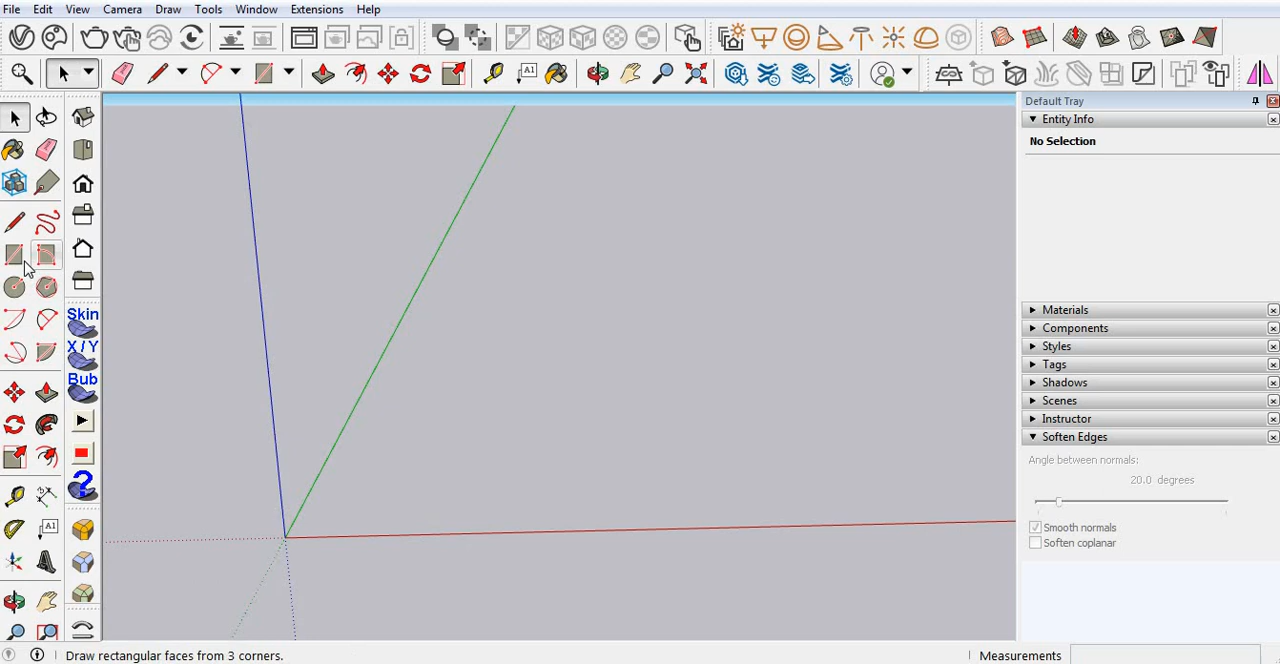 File Edit View Camera Draw Tools Window Extensions Help
A1
Default Tray
Entity Info
No Selection
Skin
X / Y
Bub
Materials
Components
Styles
Tags
Shadows
Scenes
Instructor
Soften Edges
Angle between normals:
20.0 degrees
Smooth normals
Soften coplanar
A1
Draw rectangular faces from 3 corners.
Measurements